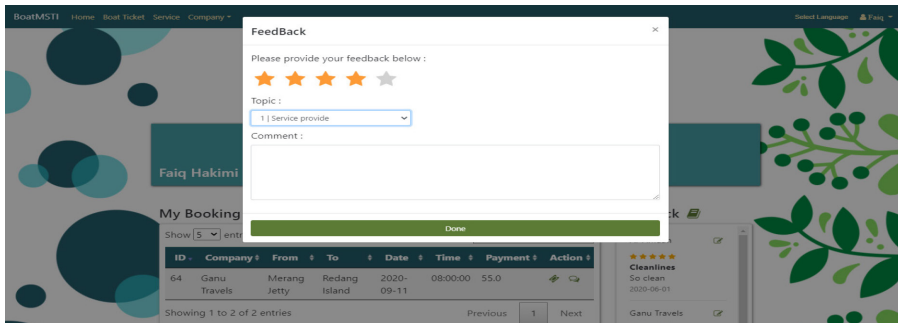 BoatMSTI Home Boat Ticket Service Company Select Language Faiq
FeedBack ×
Please provide your feedback below :
Topic :
1 | Service provide
Comment :
Done
Faiq Hakimi
My Booking
Show 5
ID Company From To Date Time Payment Action
64 Ganu Travels Merang Jetty Redang Island 2020-09-11 08:00:00 55.0
Showing 1 to 2 of 2 entries Previous 1 Next
Cleanlines
So clean
2020-06-01
Ganu Travels